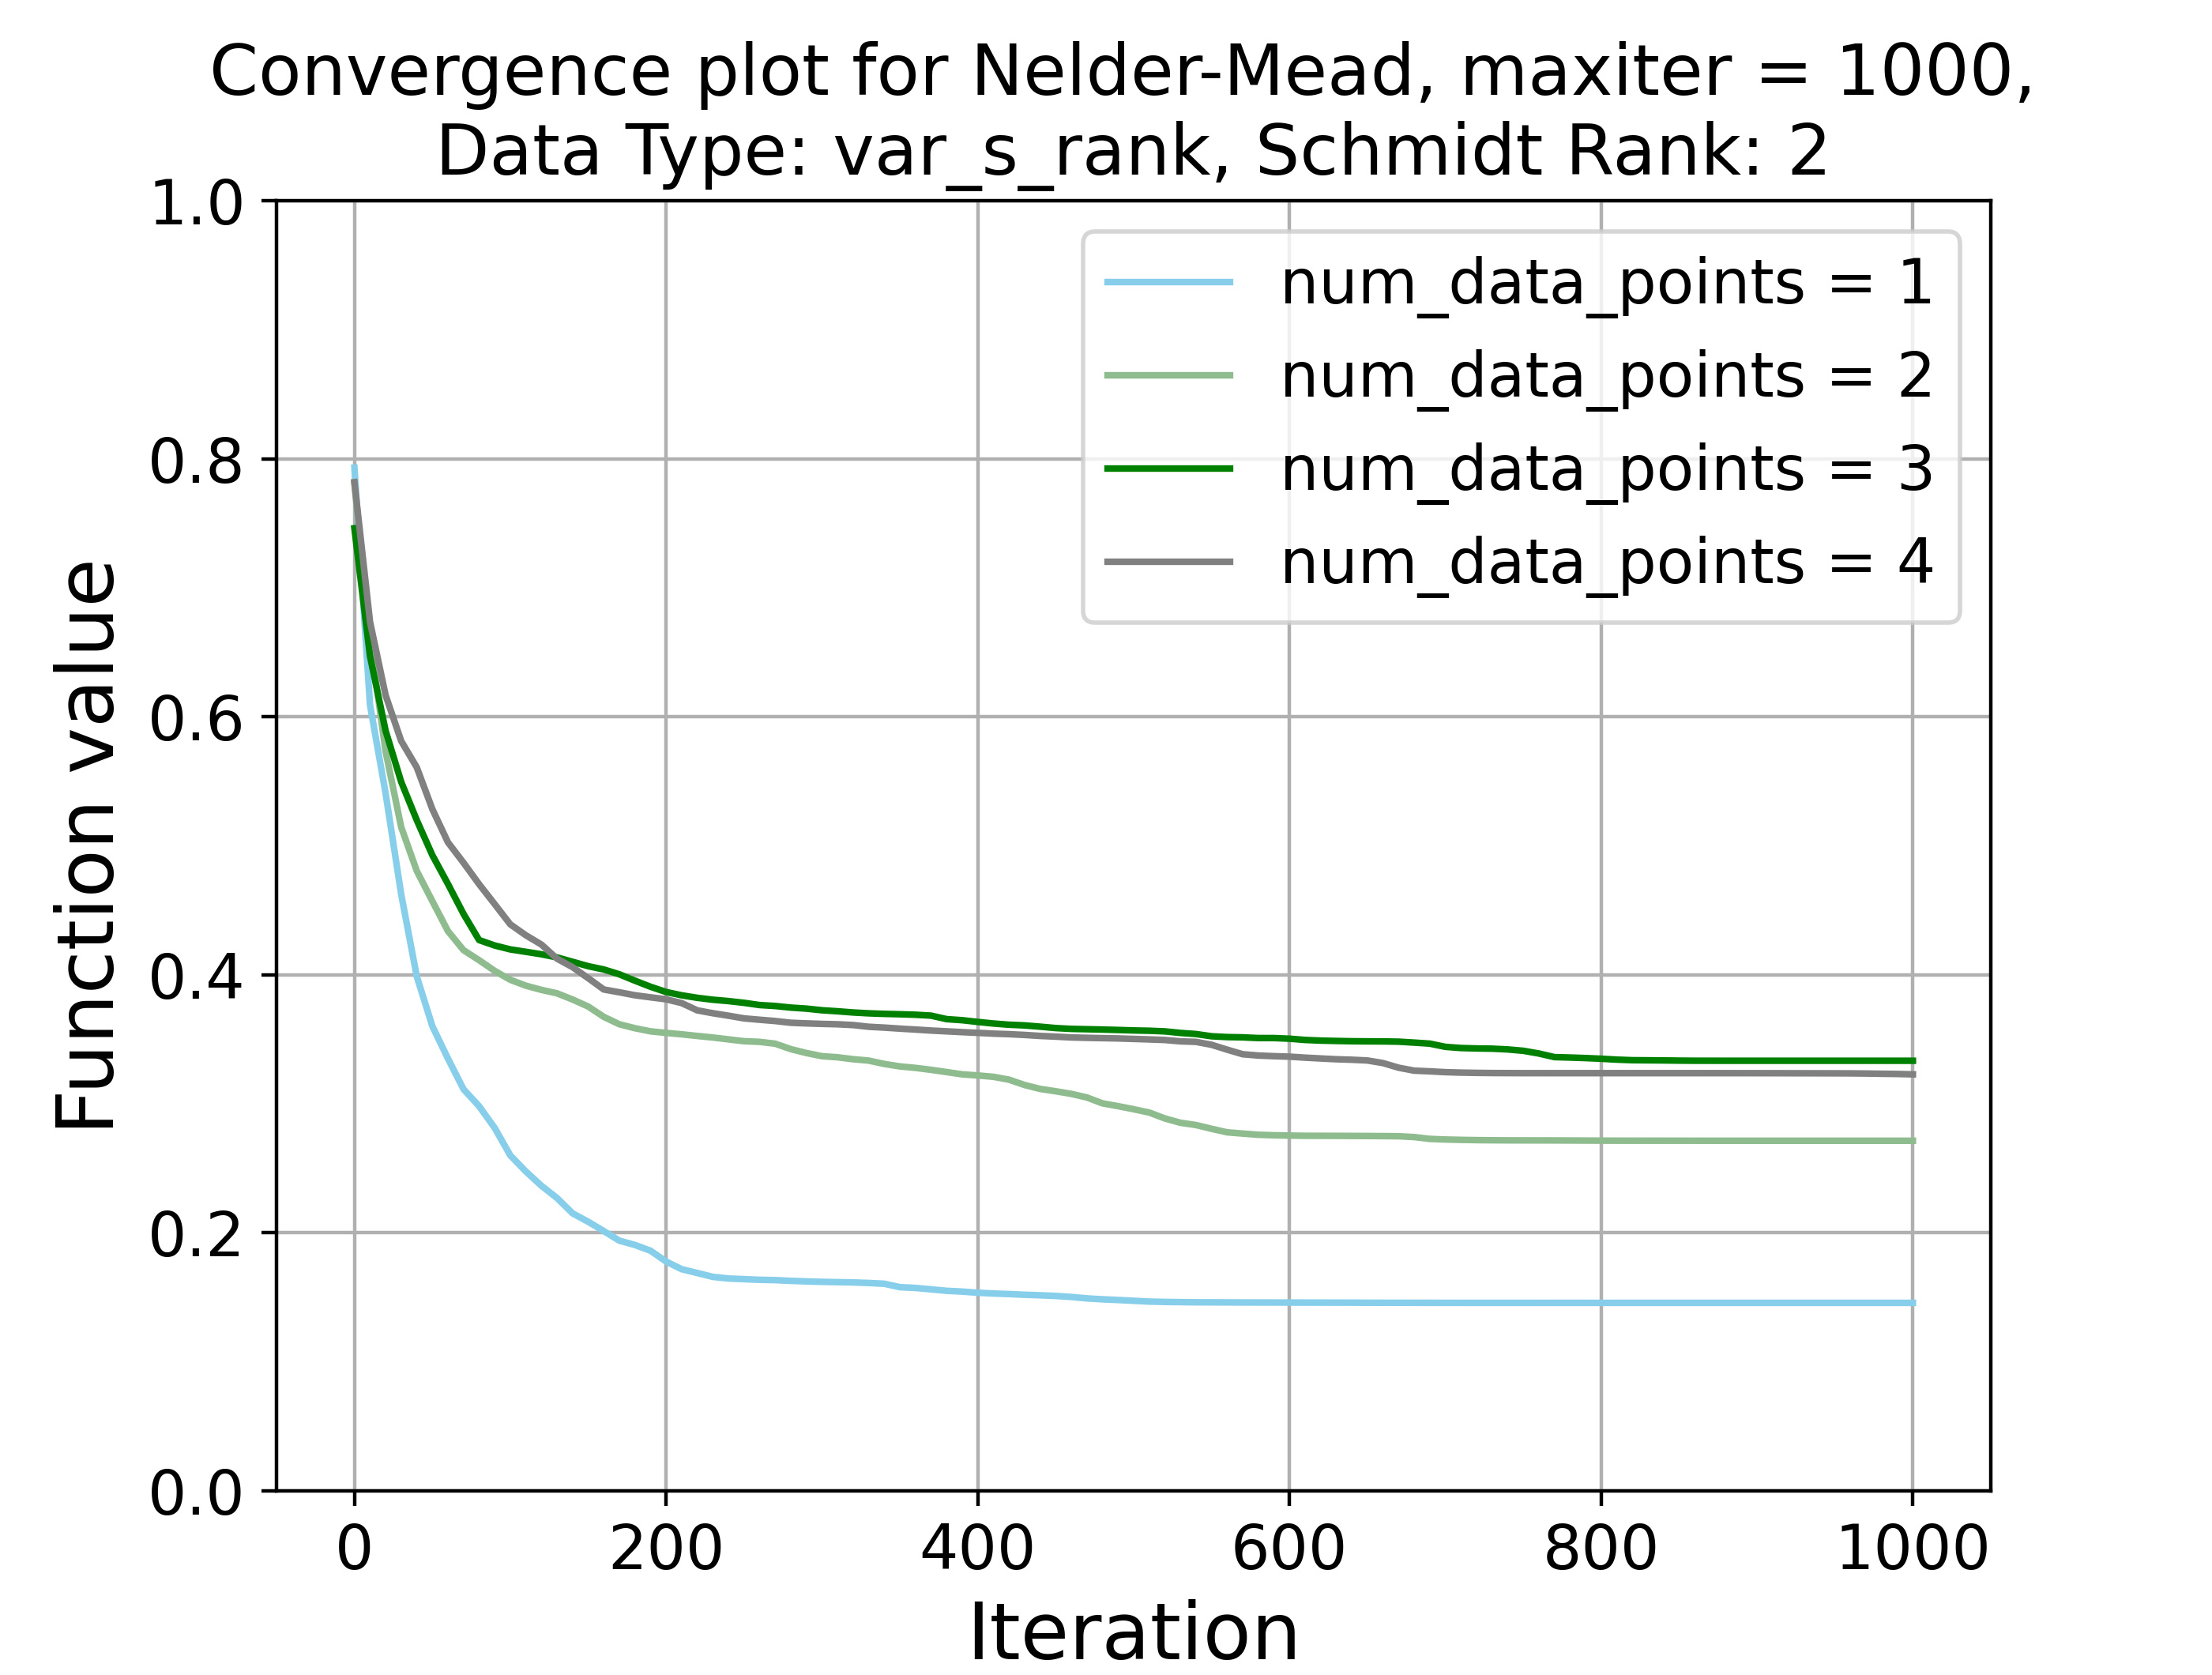 Convergence plot for Nelder-Mead, maxiter = 1000,
Data Type: var_s_rank, Schmidt Rank: 2
1.0
0.8
0.6
0.4
0.2
0.0
Function value
num_data_points = 1
num_data_points = 2
num_data_points = 3
num_data_points = 4
0 200 400 600 800 1000
Iteration